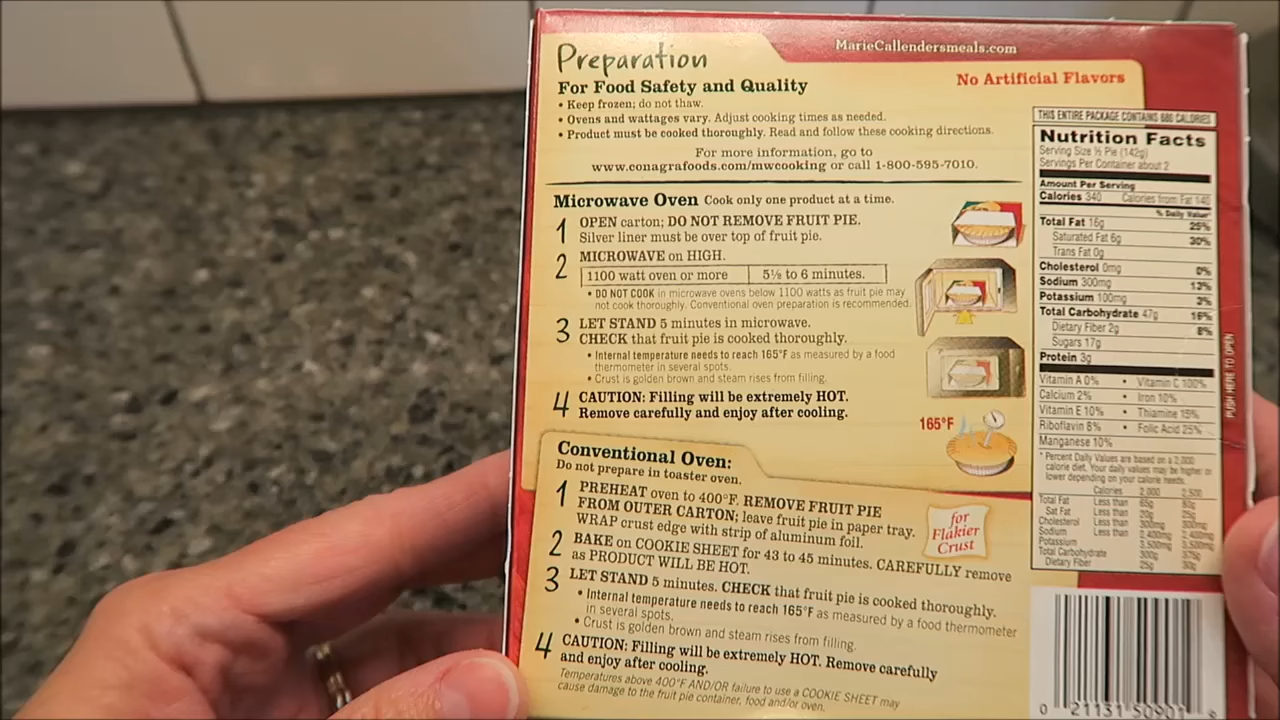 MarieCallendersmeals.com
Preparation
No Artificial Flavors
For Food Safety and Quality
• Keep frozen; do not thaw.
• Ovens and wattages vary. Adjust cooking times as needed.
• Product must be cooked thoroughly. Read and follow these cooking directions.
For more information, go to
www.conagrafoods.com/mwcooking or call 1-800-595-7010.
Microwave Oven Cook only one product at a time.
1 OPEN carton; DO NOT REMOVE FRUIT PIE.
Silver liner must be over top of fruit pie.
2 MICROWAVE on HIGH.
1100 watt oven or more 5½ to 6 minutes.
• DO NOT COOK in microwave ovens below 1100 watts as fruit pie may
not cook thoroughly. Conventional oven preparation is recommended.
3 LET STAND 5 minutes in microwave.
CHECK that fruit pie is cooked thoroughly.
• Internal temperature needs to reach 165°F as measured by a food
thermometer in several spots.
• Crust is golden brown and steam rises from filling.
4 CAUTION: Filling will be extremely HOT.
Remove carefully and enjoy after cooling.
165°F
Conventional Oven:
Do not prepare in toaster oven.
1 PREHEAT oven to 400°F. REMOVE FRUIT PIE
FROM OUTER CARTON; leave fruit pie in paper tray.
WRAP crust edge with strip of aluminum foil.
2 BAKE on COOKIE SHEET for 43 to 45 minutes. CAREFULLY remove
as PRODUCT WILL BE HOT.
3 LET STAND 5 minutes. CHECK that fruit pie is cooked thoroughly.
• Internal temperature needs to reach 165°F as measured by a food thermometer
in several spots.
• Crust is golden brown and steam rises from filling.
4 CAUTION: Filling will be extremely HOT. Remove carefully
and enjoy after cooling.
Temperatures above 400°F AND/OR failure to use a COOKIE SHEET may
cause damage to the fruit pie container, food and/or oven.
for
Flakier
Crust
THIS ENTIRE PACKAGE CONTAINS 680 CALORIES
Nutrition Facts
Serving Size ½ Pie (142g)
Servings Per Container about 2
Amount Per Serving
Calories 340 Calories from Fat 140
% Daily Value*
Total Fat 16g 25%
Saturated Fat 6g 30%
Trans Fat 0g
Cholesterol 0mg 0%
Sodium 300mg 13%
Potassium 100mg 3%
Total Carbohydrate 47g 16%
Dietary Fiber 2g 8%
Sugars 17g
Protein 3g
Vitamin A 0% • Vitamin C 100%
Calcium 2% • Iron 10%
Vitamin E 10% • Thiamine 15%
Riboflavin 8% • Folic Acid 25%
Manganese 10%
* Percent Daily Values are based on a 2,000
calorie diet. Your daily values may be higher or
lower depending on your calorie needs.
Calories 2,000 2,500
Total Fat Less than 65g 80g
Sat Fat Less than 20g 25g
Cholesterol Less than 300mg 300mg
Sodium Less than 2,400mg 2,400mg
Potassium 3,500mg 3,500mg
Total Carbohydrate 300g 375g
Dietary Fiber 25g 30g
PUSH HERE TO OPEN
0 21131 50901